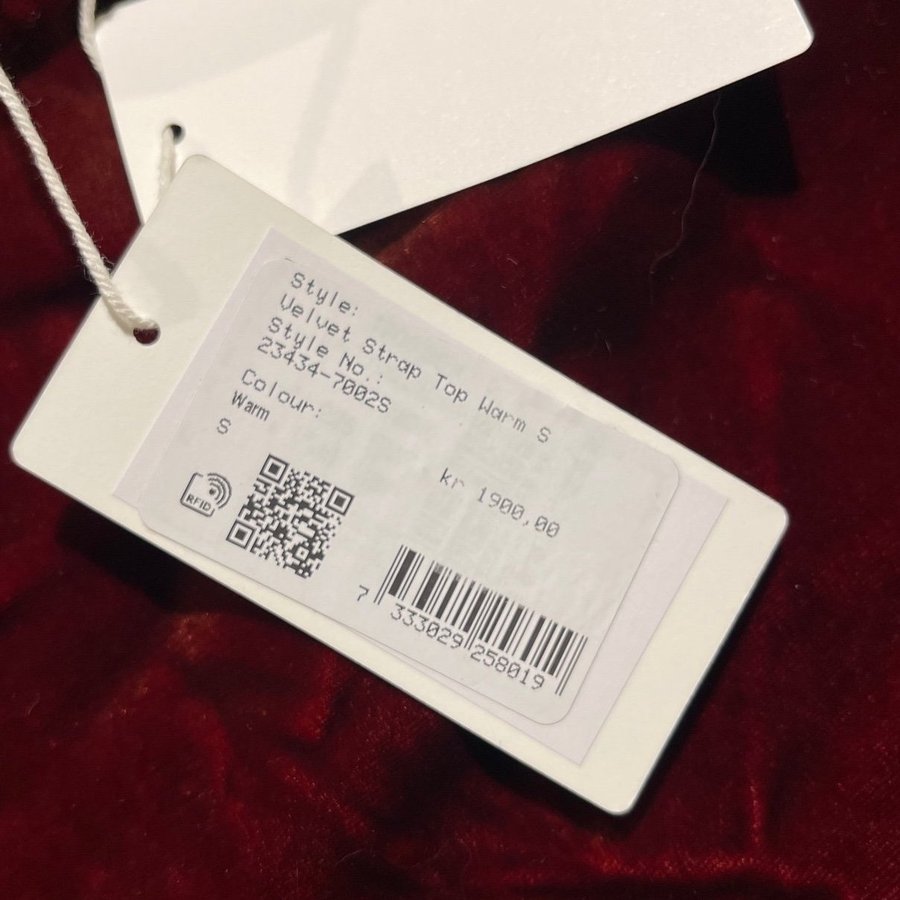 Style:
Velvet Strap Top Warm S
Style No.:
23434-7002S
Colour:
Warm
S
RFID
kr 1900,00
7 333029 258019